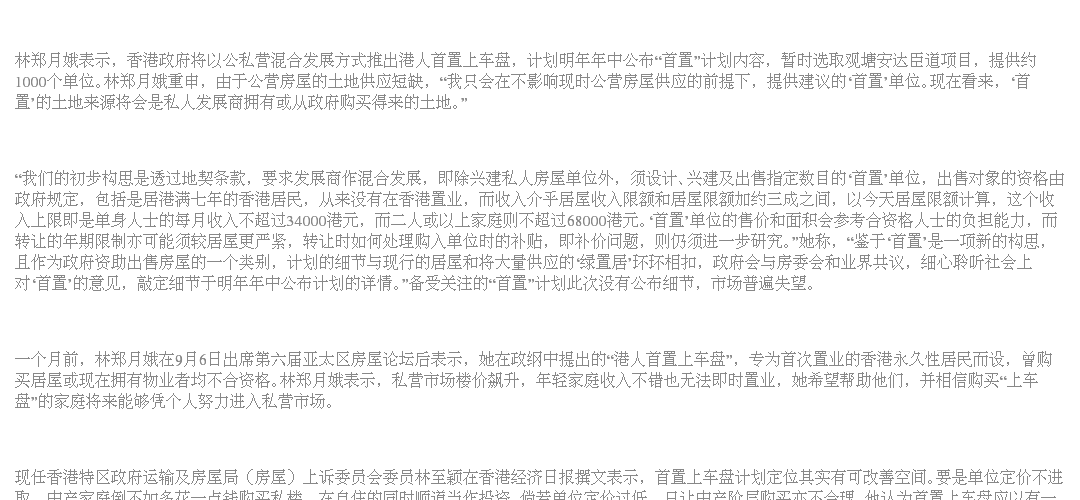 林郑月娥表示，香港政府将以公私营混合发展方式推出港人首置上车盘，计划明年年中公布“首置”计划内容，暂时选取观塘安达臣道项目，提供约
1000个单位。林郑月娥重申，由于公营房屋的土地供应短缺，“我只会在不影响现时公营房屋供应的前提下，提供建议的‘首置’单位。现在看来，‘首
置’的土地来源将会是私人发展商拥有或从政府购买得来的土地。”
“我们的初步构思是透过地契条款，要求发展商作混合发展，即除兴建私人房屋单位外，须设计、兴建及出售指定数目的‘首置’单位，出售对象的资格由
政府规定，包括是居港满七年的香港居民，从来没有在香港置业，而收入介乎居屋收入限额和居屋限额加约三成之间，以今天居屋限额计算，这个收
入上限即是单身人士的每月收入不超过34000港元，而二人或以上家庭则不超过68000港元。‘首置’单位的售价和面积会参考合资格人士的负担能力，而
转让的年期限制亦可能须较居屋更严紧，转让时如何处理购入单位时的补贴，即补价问题，则仍须进一步研究。”她称，“鉴于‘首置’是一项新的构思，
且作为政府资助出售房屋的一个类别，计划的细节与现行的居屋和将大量供应的‘绿置居’环环相扣，政府会与房委会和业界共议，细心聆听社会上
对‘首置’的意见，敲定细节于明年年中公布计划的详情。”备受关注的“首置”计划此次没有公布细节，市场普遍失望。
一个月前，林郑月娥在9月6日出席第六届亚太区房屋论坛后表示，她在政纲中提出的“港人首置上车盘”，专为首次置业的香港永久性居民而设，曾购
买居屋或现在拥有物业者均不合资格。林郑月娥表示，私营市场楼价飙升，年轻家庭收入不错也无法即时置业，她希望帮助他们，并相信购买“上车
盘”的家庭将来能够凭个人努力进入私营市场。
现任香港特区政府运输及房屋局（房屋）上诉委员会委员林至颖在香港经济日报撰文表示，首置上车盘计划定位其实有可改善空间。要是单位定价不进
取，中产家庭倒不如多花一点钱购买私楼，在自住的同时顺道当作投资。倘若单位定价过低，只让中产阶层购买亦不合理。他认为首置上车盘应以有一